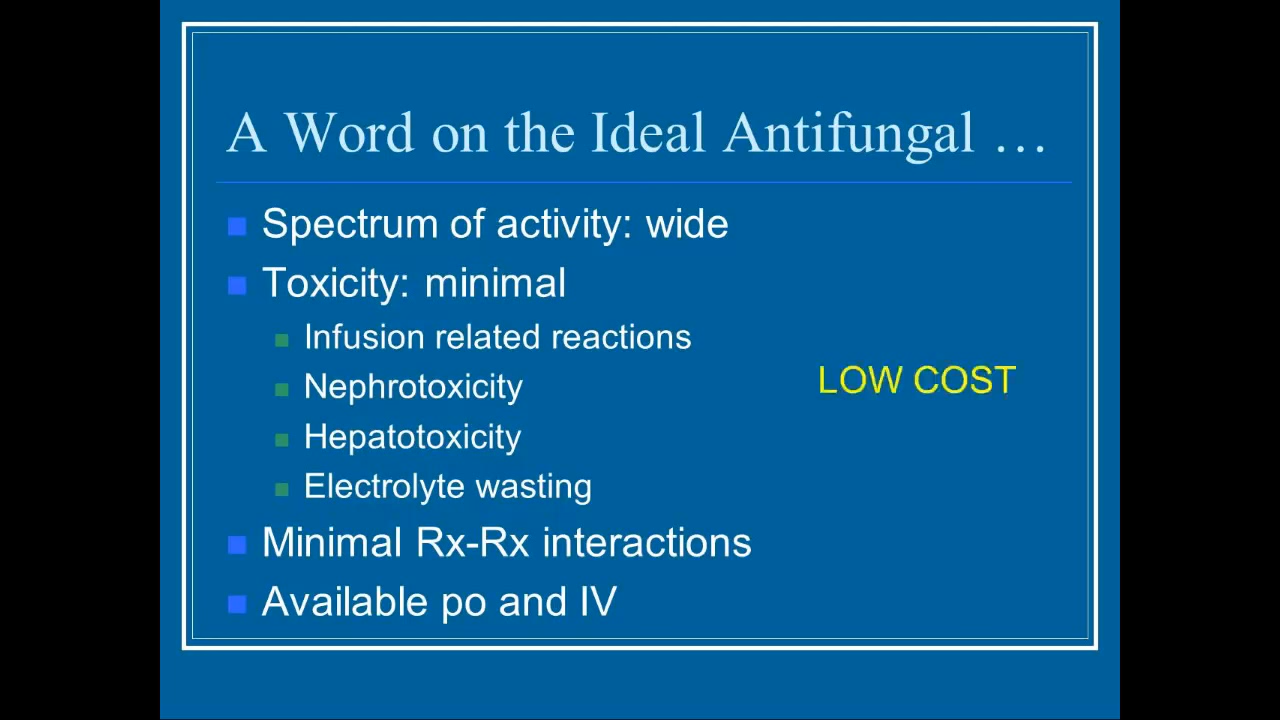 A Word on the Ideal Antifungal …
Spectrum of activity: wide
Toxicity: minimal
Infusion related reactions
Nephrotoxicity
LOW COST
Hepatotoxicity
Electrolyte wasting
Minimal Rx-Rx interactions
Available po and IV